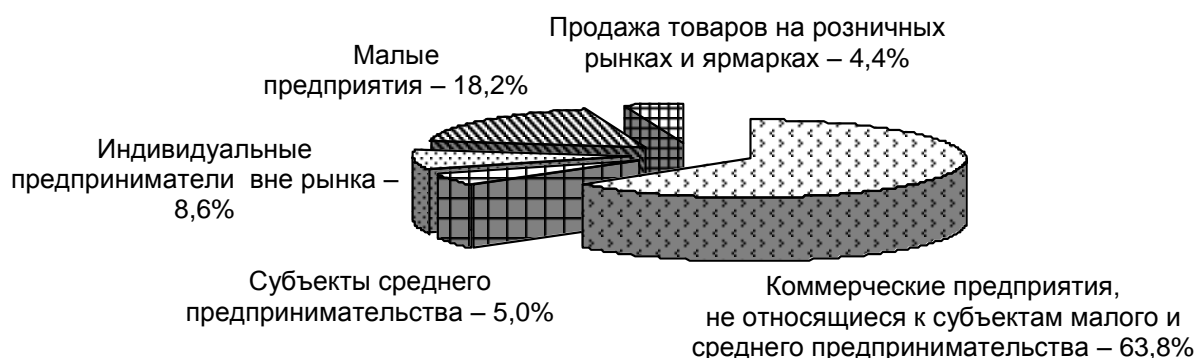 Продажа товаров на розничных
рынках и ярмарках – 4,4%
Малые
предприятия – 18,2%
Индивидуальные
предприниматели вне рынка –
8,6%
Субъекты среднего
предпринимательства – 5,0%
Коммерческие предприятия,
не относящиеся к субъектам малого и
среднего предпринимательства – 63,8%